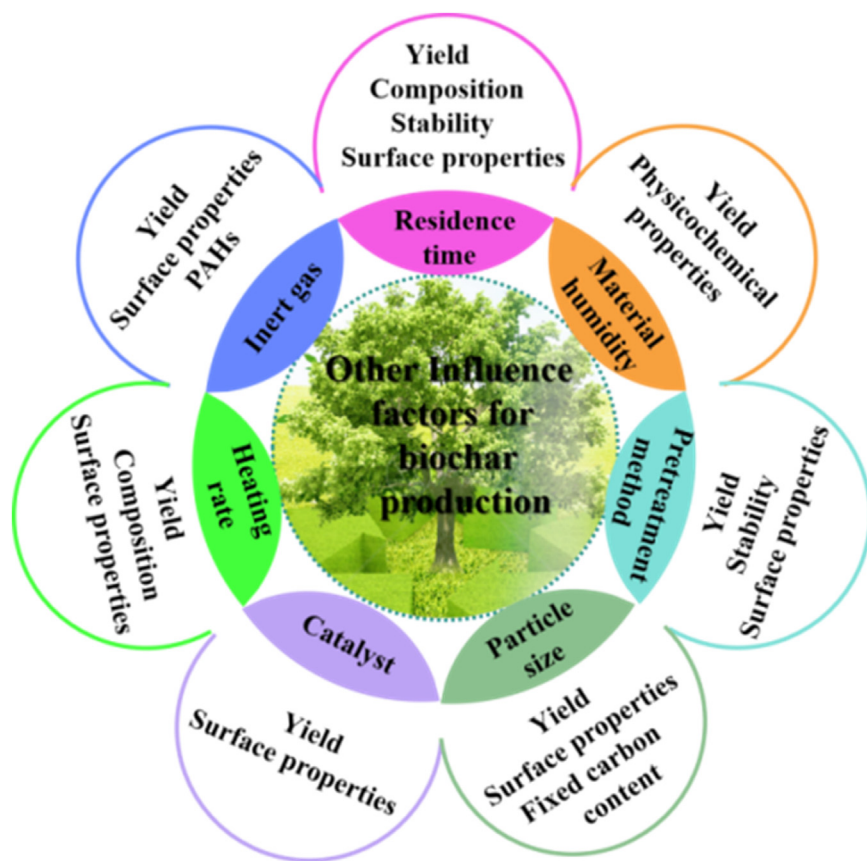 Yield
Composition
Stability
Surface properties
Residence
time
Yield
Physicochemical
properties
Material
humidity
Yield
Stability
Surface properties
Pretreatment
method
Yield
Surface properties
Fixed carbon
content
Particle
size
Yield
Surface properties
Catalyst
Yield
Composition
Surface properties
Heating
rate
Yield
Surface properties
PAHs
Inert gas
Other Influence
factors for
biochar
production